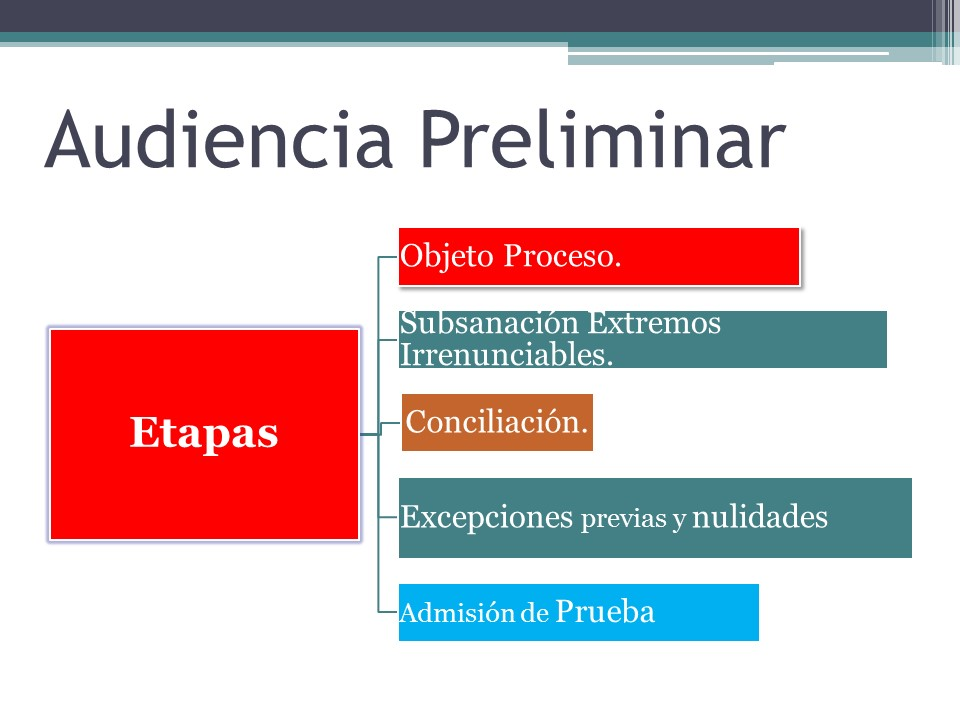 Audiencia Preliminar
Etapas
Objeto Proceso.
Subsanación Extremos
Irrenunciables.
Conciliación.
Excepciones previas y nulidades
Admisión de Prueba